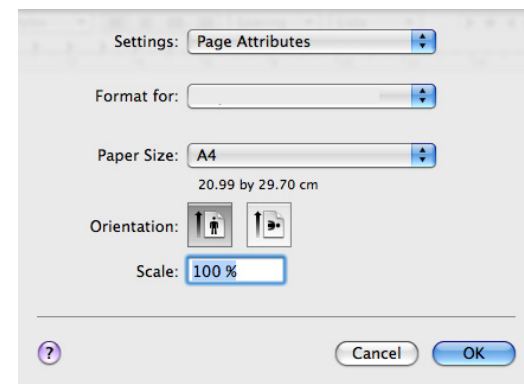 Settings: Page Attributes
Format for:
Paper Size: A4
20.99 by 29.70 cm
Orientation:
Scale: 100 %
?
Cancel OK